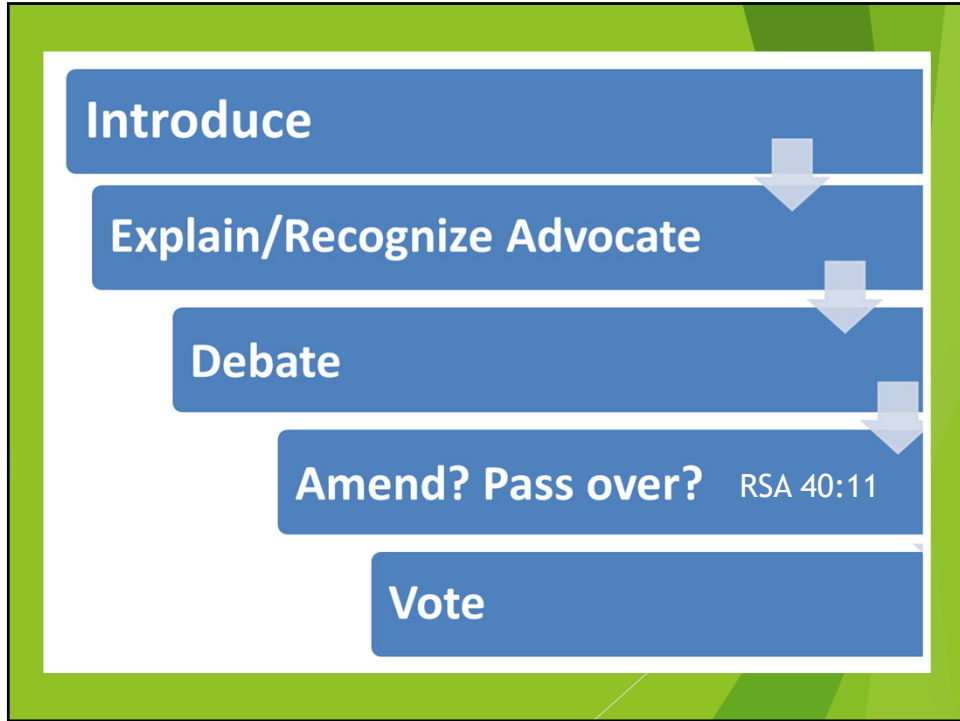 Introduce
Explain/Recognize Advocate
Debate
Amend? Pass over? RSA 40:11
Vote